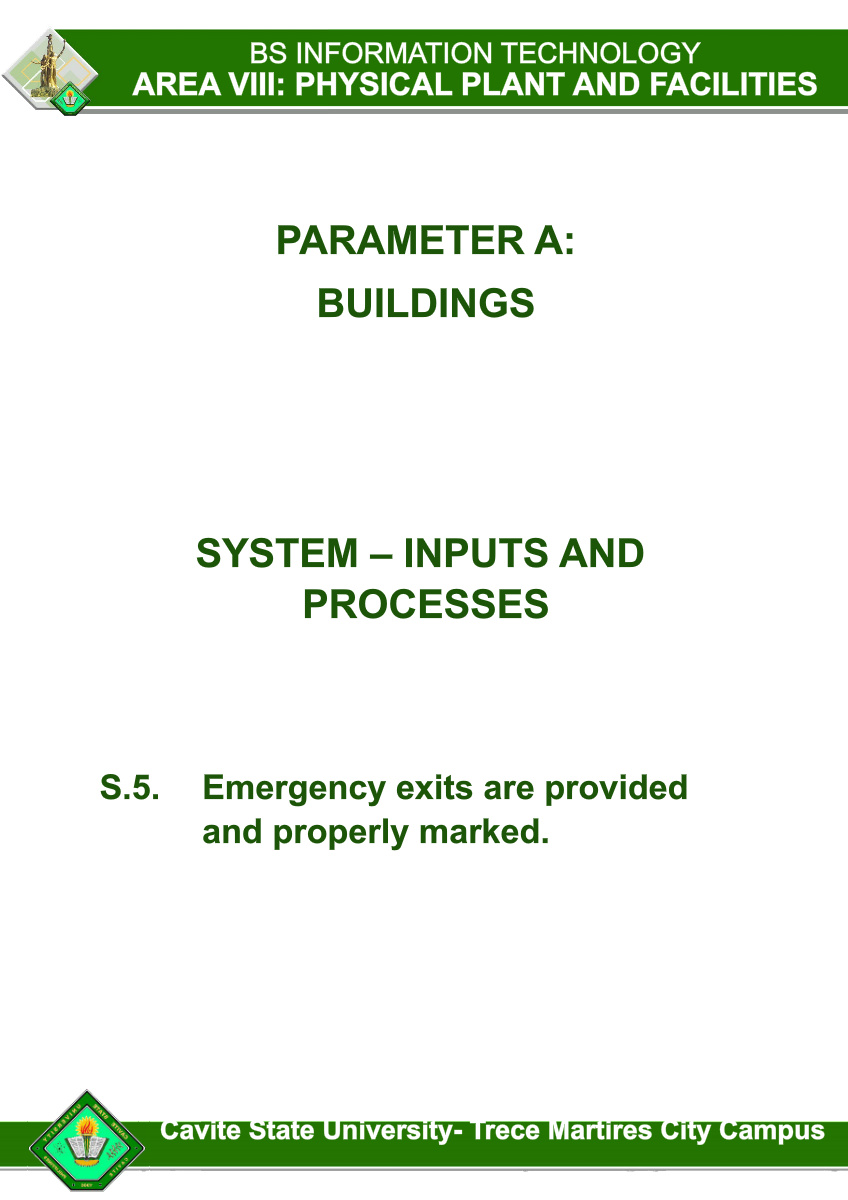 BS INFORMATION TECHNOLOGY
AREA VIII: PHYSICAL PLANT AND FACILITIES
PARAMETER A:
BUILDINGS
SYSTEM – INPUTS AND
PROCESSES
S.5. Emergency exits are provided
and properly marked.
Cavite State University- Trece Martires City Campus